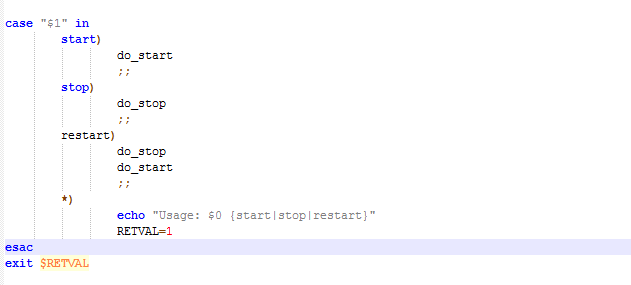 case "$1" in
start)
do_start
;;
stop)
do_stop
;;
restart)
do_stop
do_start
;;
*)
echo "Usage: $0 {start|stop|restart}"
RETVAL=1
esac
exit $RETVAL